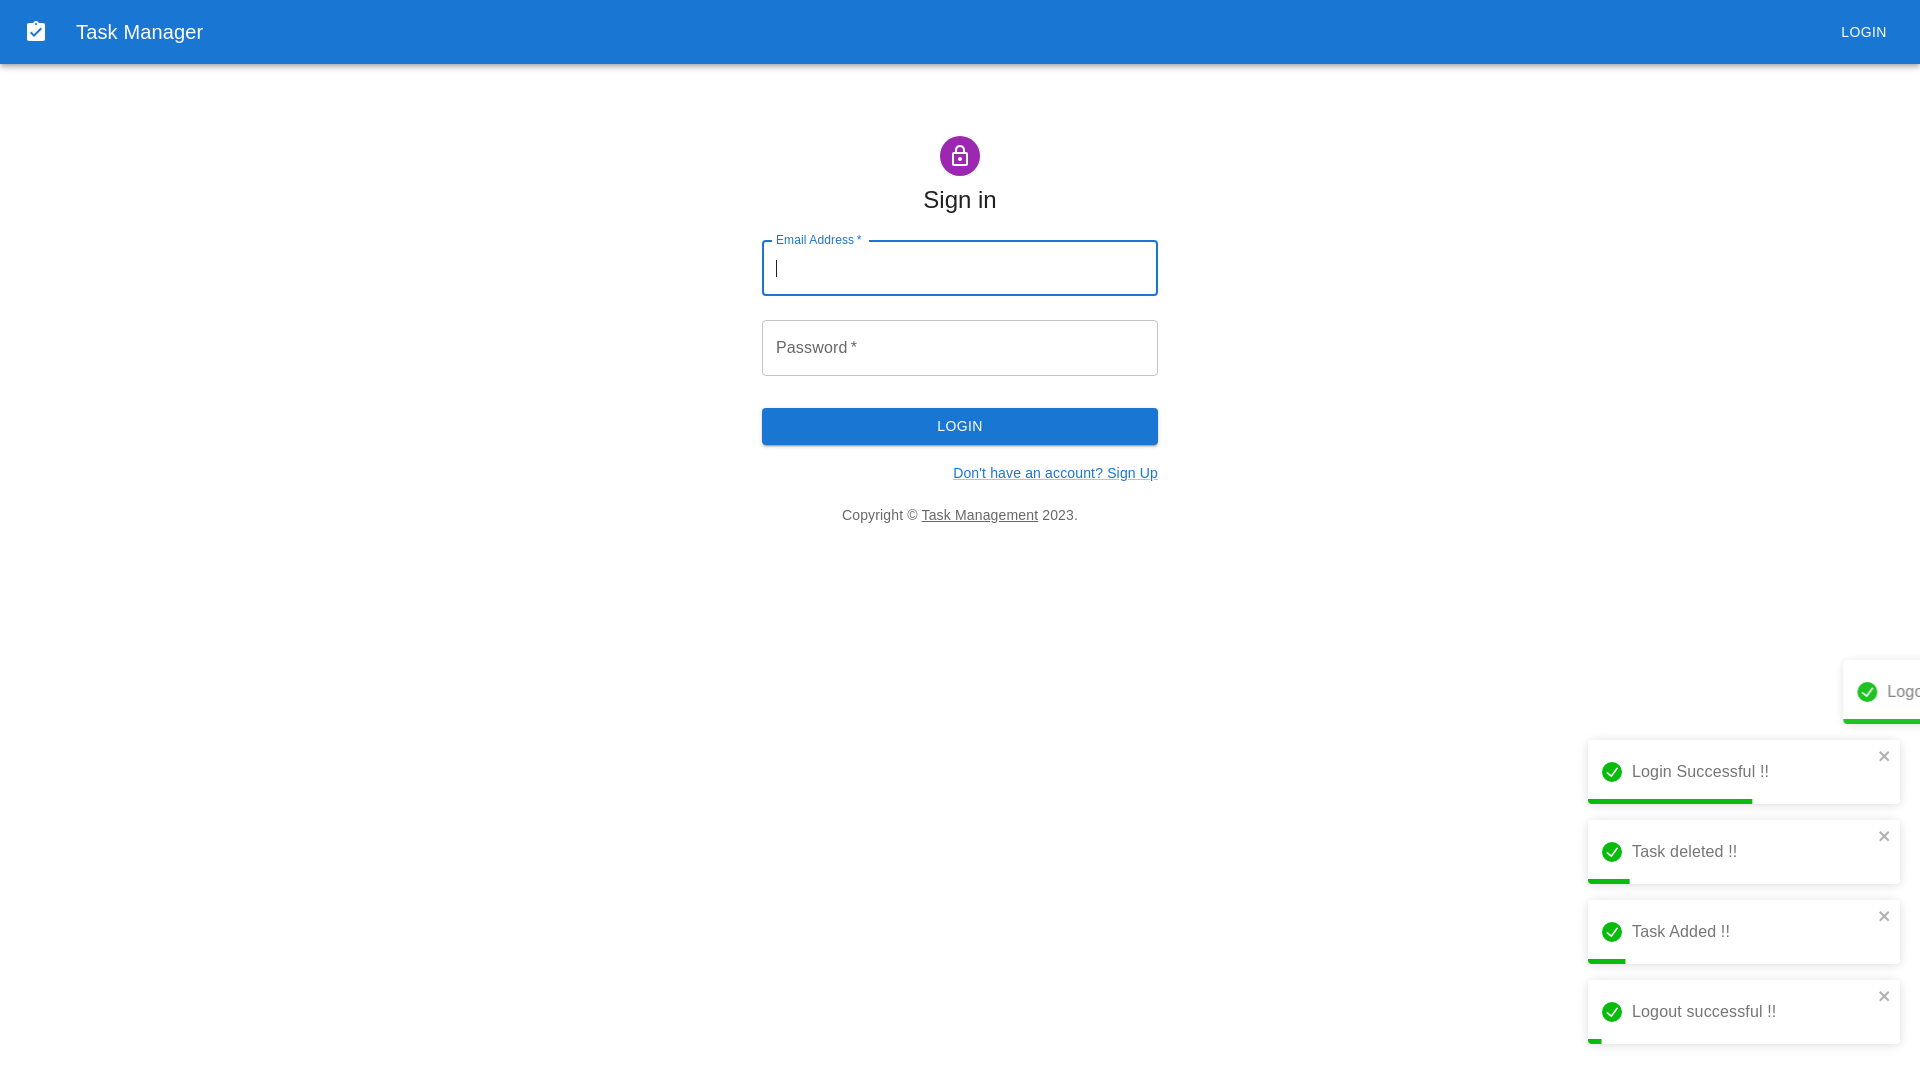 Task Manager
LOGIN
Sign in
Email Address *
Password *
LOGIN
Don't have an account? Sign Up
Copyright © Task Management 2023.
Logo
Login Successful !!
Task deleted !!
Task Added !!
Logout successful !!